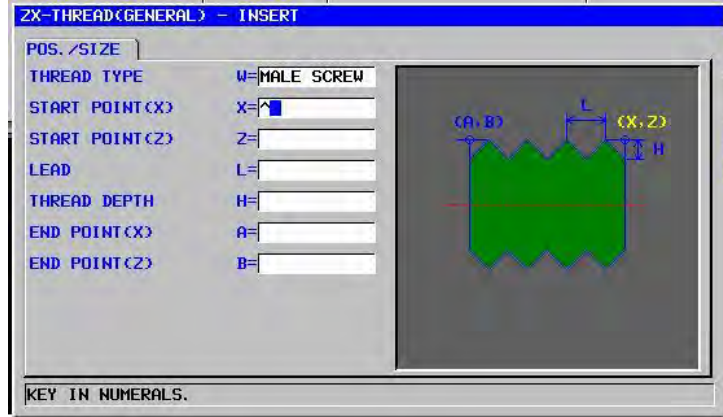 ZX-THREAD(GENERAL) - INSERT
POS./SIZE
THREAD TYPE W=MALE SCREW
START POINT(X) X=^
START POINT(Z) Z=
LEAD L=
THREAD DEPTH H=
END POINT(X) A=
END POINT(Z) B=
L
(A,B) (X,Z)
H
KEY IN NUMERALS.